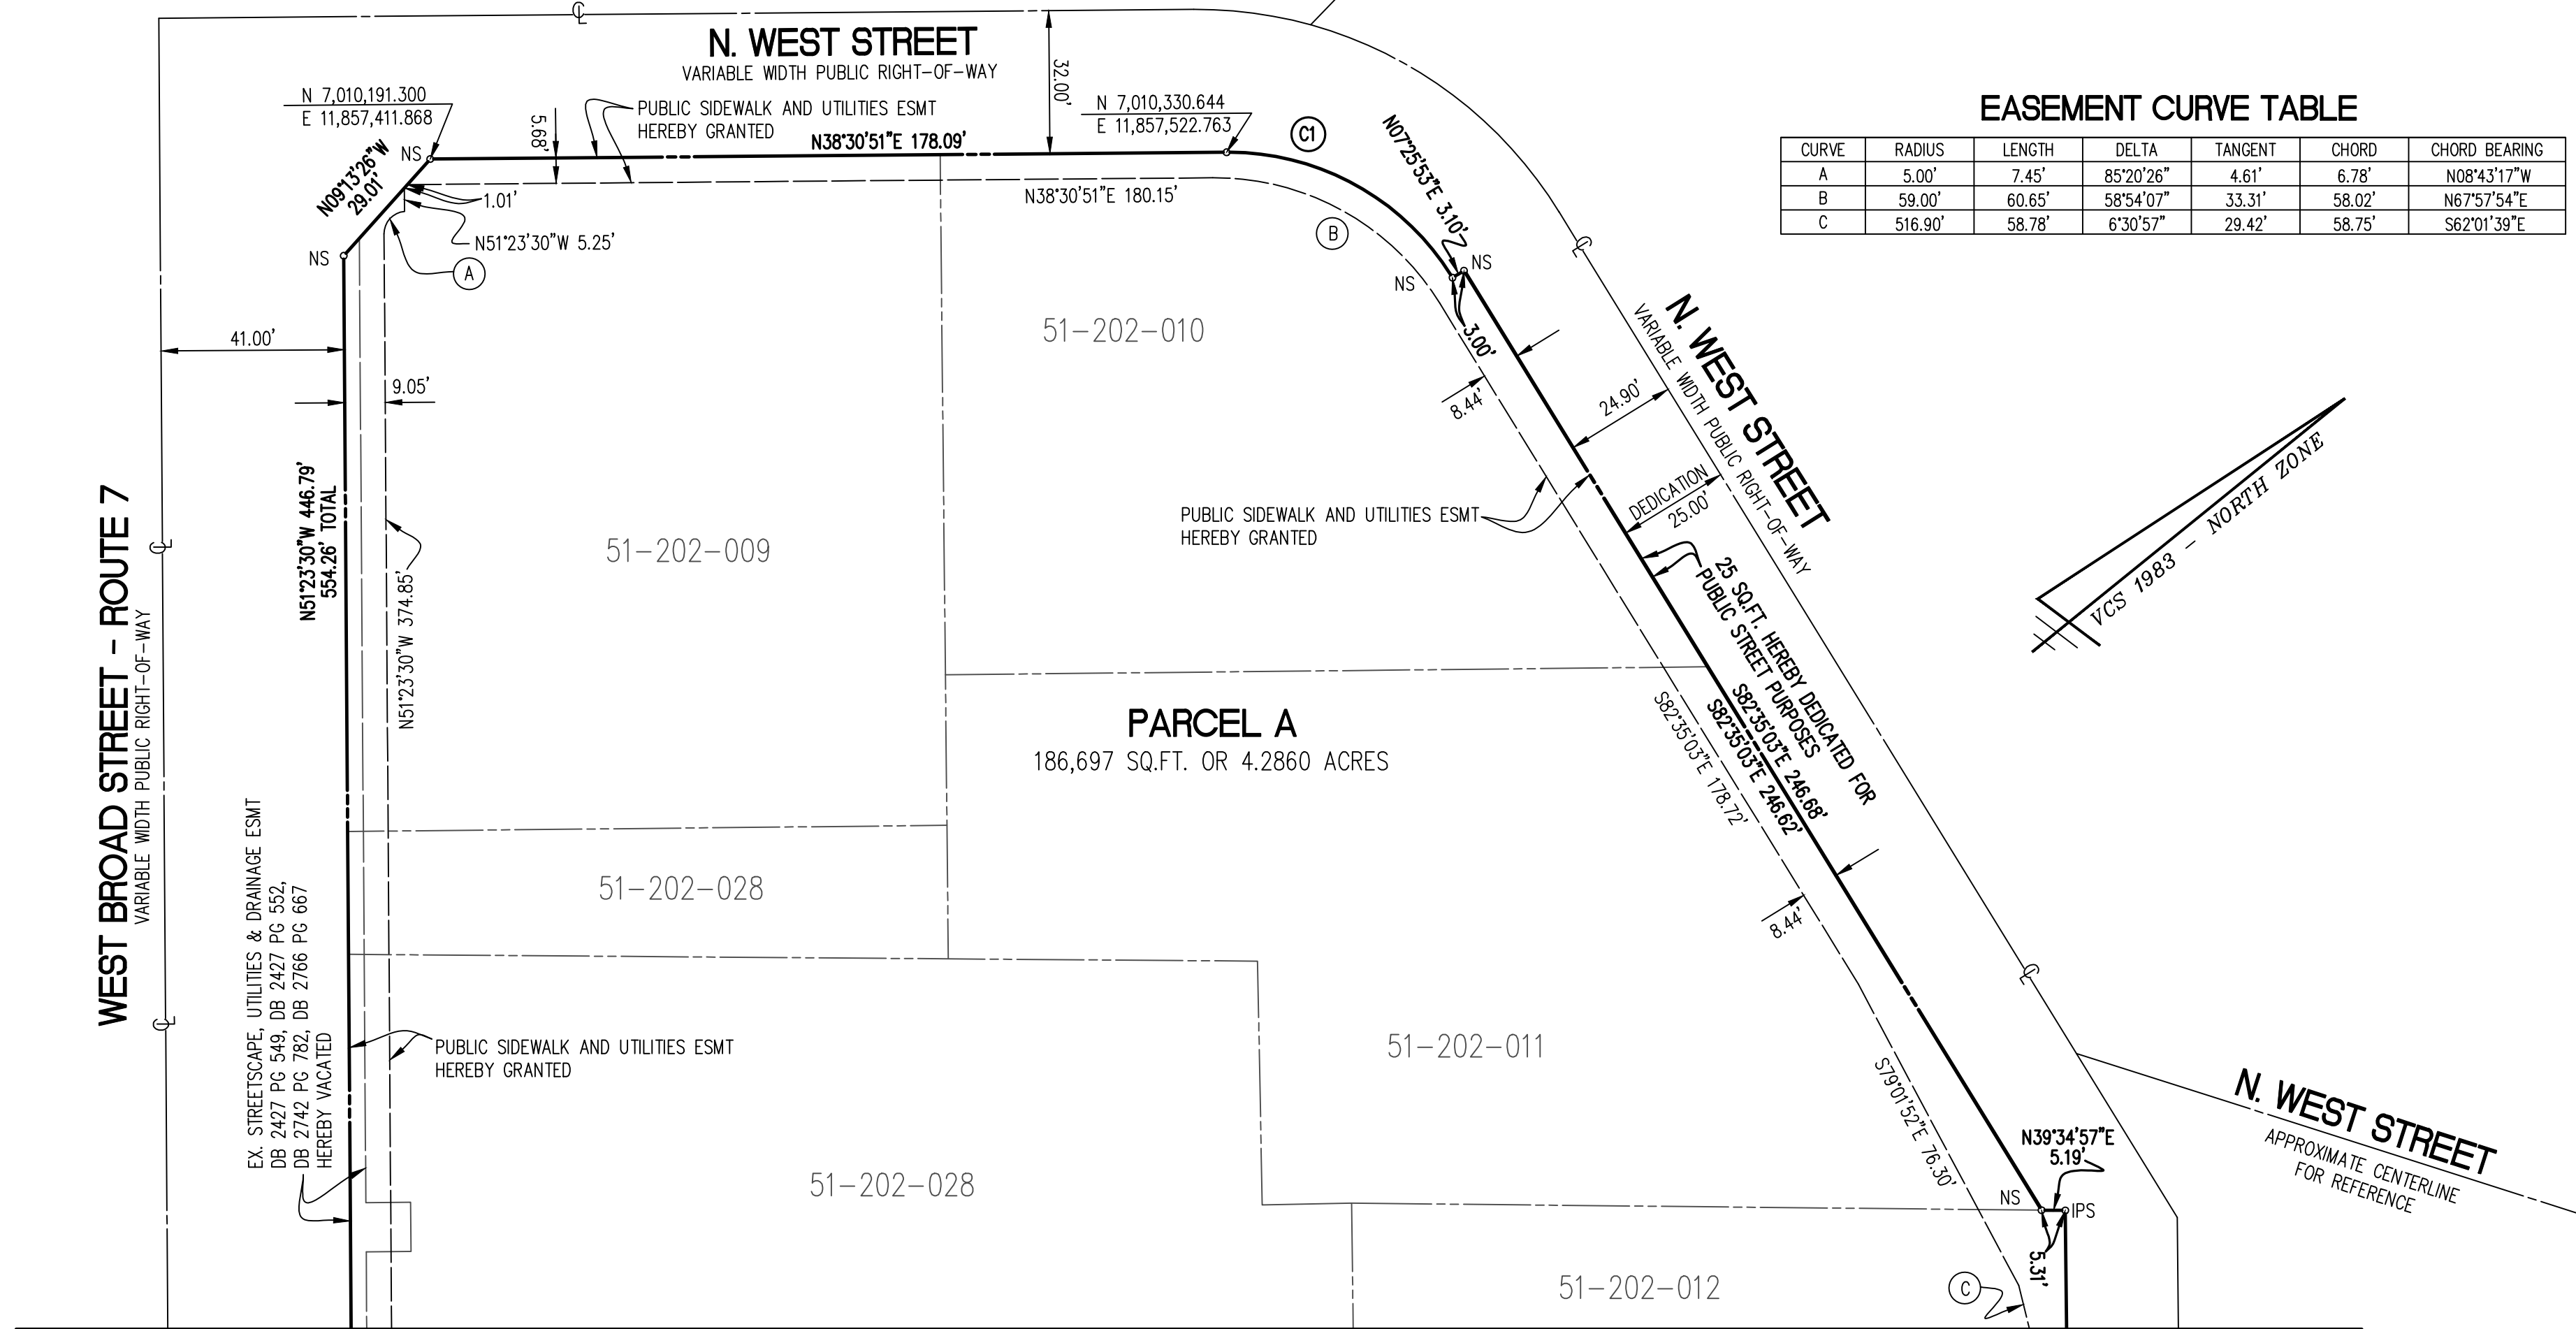 N. WEST STREET
VARIABLE WIDTH PUBLIC RIGHT-OF-WAY
32.00'
N 7,010,191.300
E 11,857,411.868
5.68'
PUBLIC SIDEWALK AND UTILITIES ESMT
HEREBY GRANTED
N38°30'51"E 178.09'
N 7,010,330.644
E 11,857,522.763
C1
NS
N09°13'26"W
29.01'
1.01'
N51°23'30"W 5.25'
A
NS
N38°30'51"E 180.15'
B
N07°25'53"E 3.10'
NS
NS
3.00'
EASEMENT CURVE TABLE
CURVE RADIUS LENGTH DELTA TANGENT CHORD CHORD BEARING
A 5.00' 7.45' 85°20'26" 4.61' 6.78' N08°43'17"W
B 59.00' 60.65' 58°54'07" 33.31' 58.02' N67°57'54"E
C 516.90' 58.78' 6°30'57" 29.42' 58.75' S62°01'39"E
41.00'
9.05'
51-202-010
8.44'
24.90'
N. WEST STREET
VARIABLE WIDTH PUBLIC RIGHT-OF-WAY
DEDICATION
25.00'
PUBLIC SIDEWALK AND UTILITIES ESMT
HEREBY GRANTED
VCS 1983 - NORTH ZONE
WEST BROAD STREET - ROUTE 7
VARIABLE WIDTH PUBLIC RIGHT-OF-WAY
N51°23'30"W 446.79'
554.26' TOTAL
N51°23'30"W 374.85'
51-202-009
25 SQ.FT. HEREBY DEDICATED FOR
PUBLIC STREET PURPOSES
S82°35'03"E 246.68'
S82°35'03"E 246.62'
S82°35'03"E 178.72'
PARCEL A
186,697 SQ.FT. OR 4.2860 ACRES
51-202-028
8.44'
EX. STREETSCAPE, UTILITIES & DRAINAGE ESMT
DB 2427 PG 549, DB 2427 PG 552,
DB 2742 PG 782, DB 2766 PG 667
HEREBY VACATED
PUBLIC SIDEWALK AND UTILITIES ESMT
HEREBY GRANTED
51-202-011
S79°01'52"E 76.30'
51-202-028
N39°34'57"E
5.19'
NS
IPS
5.31'
C
51-202-012
N. WEST STREET
APPROXIMATE CENTERLINE
FOR REFERENCE